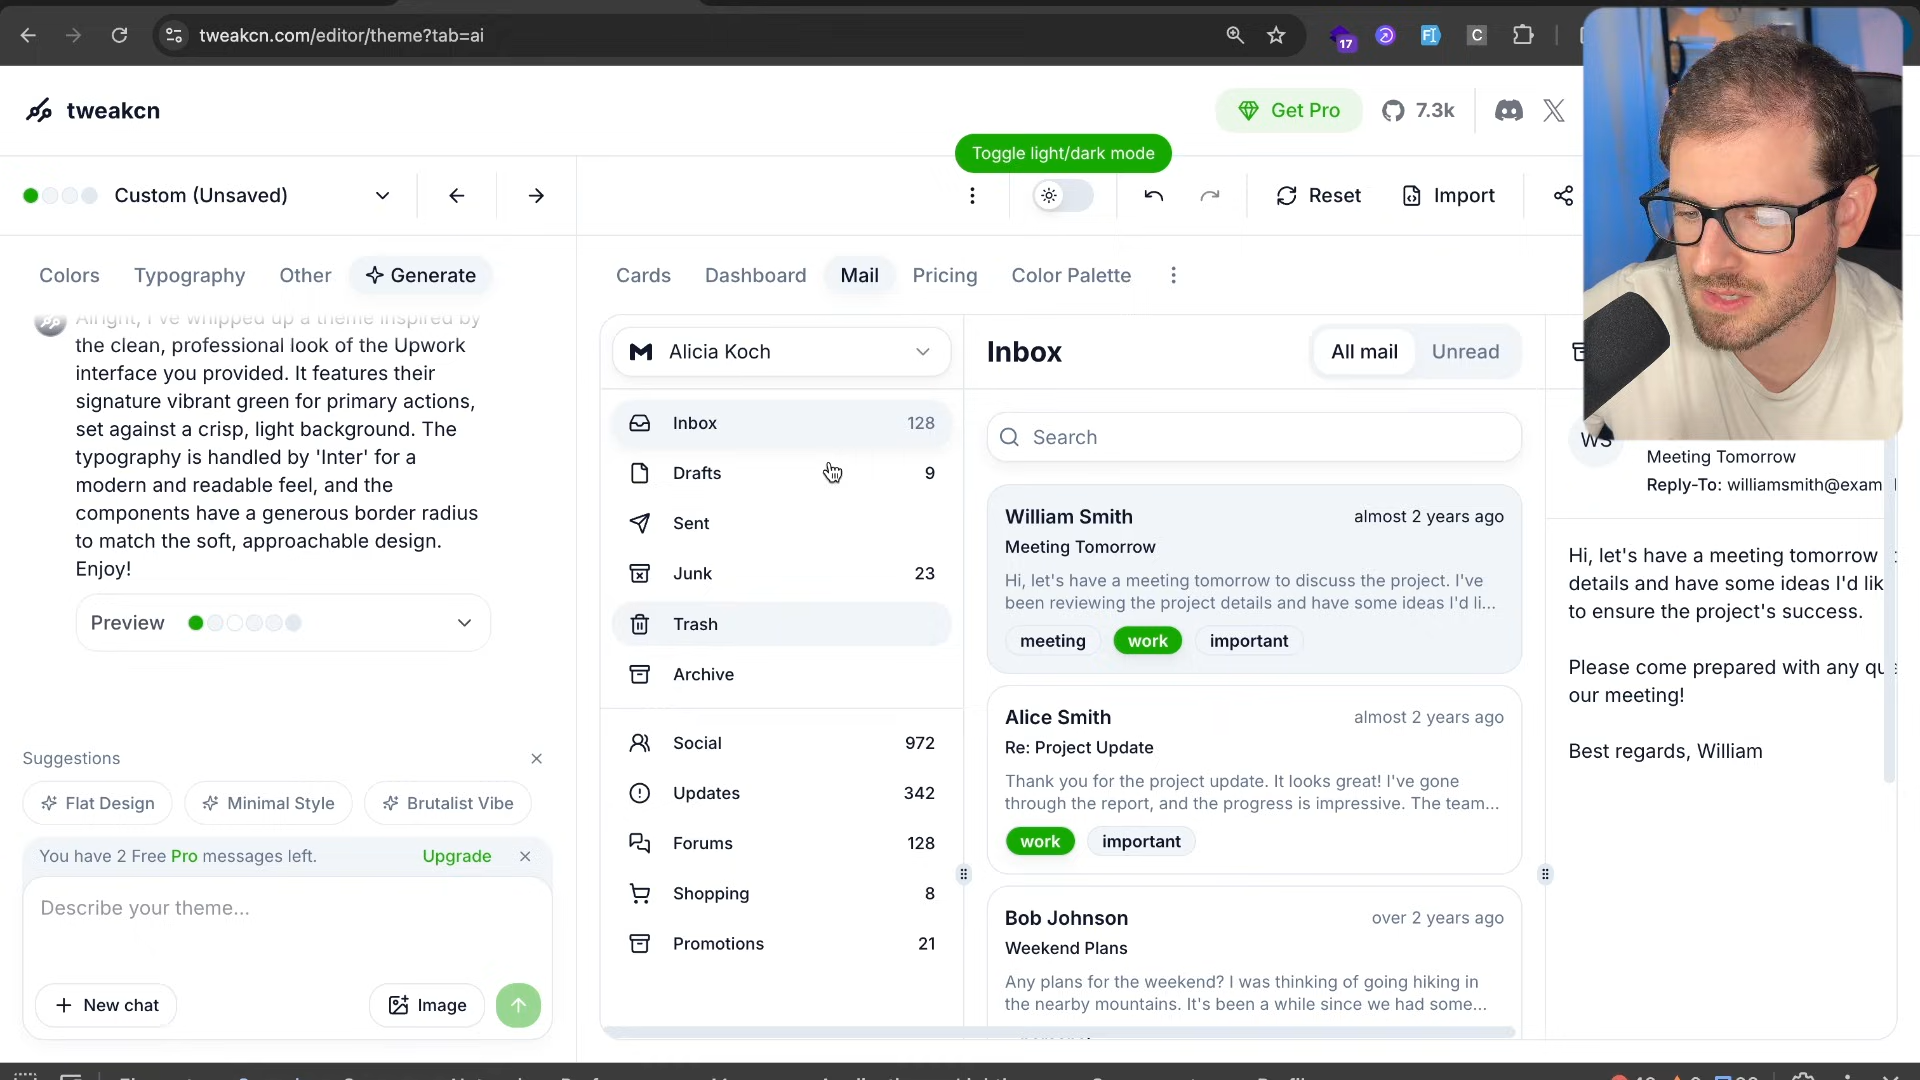 tweakcn.com/editor/theme?tab=ai
17
C
tweakcn
Get Pro
7.3k
Toggle light/dark mode
Custom (Unsaved)
Reset
Import
Colors
Typography
Other
Generate
Cards
Dashboard
Mail
Pricing
Color Palette
Alright, I've whipped up a theme inspired by
the clean, professional look of the Upwork
interface you provided. It features their
signature vibrant green for primary actions,
set against a crisp, light background. The
typography is handled by 'Inter' for a
modern and readable feel, and the
components have a generous border radius
to match the soft, approachable design.
Enjoy!
Preview
Suggestions
Flat Design
Minimal Style
Brutalist Vibe
You have 2 Free Pro messages left.
Upgrade
Describe your theme...
New chat
Image
Alicia Koch
Inbox 128
Drafts 9
Sent
Junk 23
Trash
Archive
Social 972
Updates 342
Forums 128
Shopping 8
Promotions 21
Inbox
All mail
Unread
Search
William Smith almost 2 years ago
Meeting Tomorrow
Hi, let's have a meeting tomorrow to discuss the project. I've
been reviewing the project details and have some ideas I'd li...
meeting work important
Alice Smith almost 2 years ago
Re: Project Update
Thank you for the project update. It looks great! I've gone
through the report, and the progress is impressive. The team...
work important
Bob Johnson over 2 years ago
Weekend Plans
Any plans for the weekend? I was thinking of going hiking in
the nearby mountains. It's been a while since we had some...
WS
Meeting Tomorrow
Reply-To: williamsmith@exam
Hi, let's have a meeting tomorrow
details and have some ideas I'd lik
to ensure the project's success.
Please come prepared with any qu
our meeting!
Best regards, William